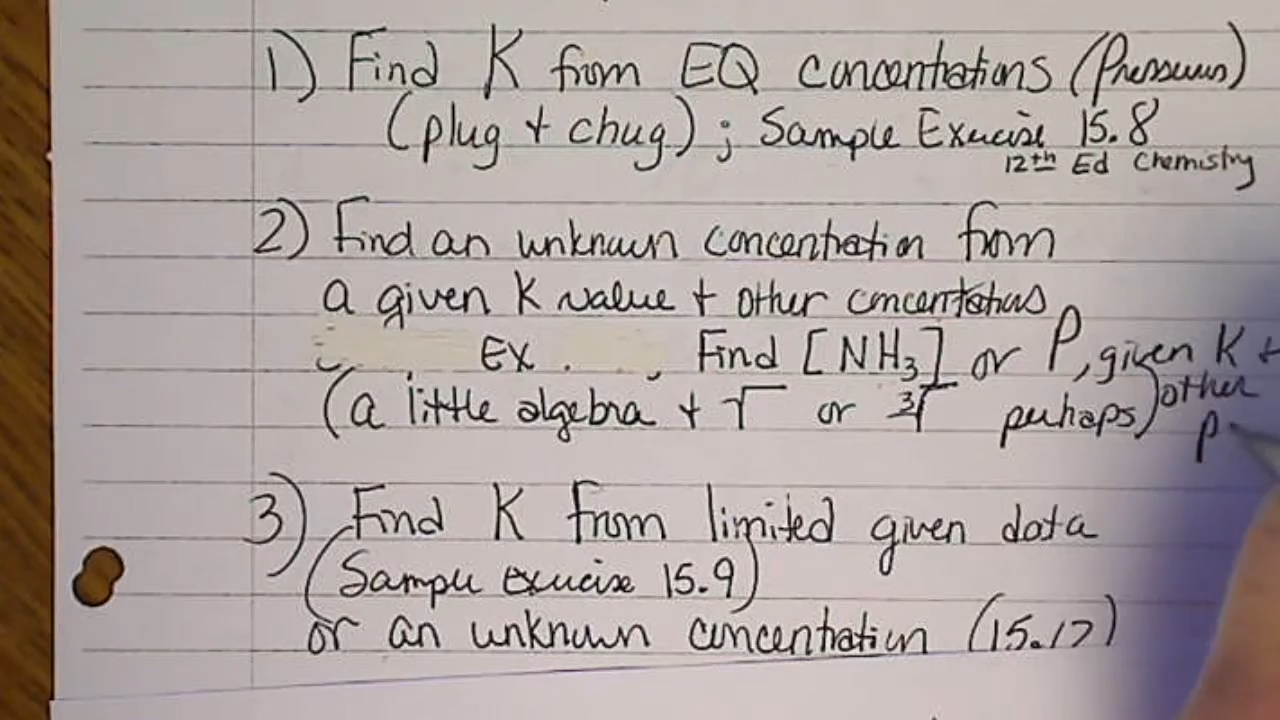 1) Find K from EQ concentrations (Pressures)
(plug + chug) ; Sample Exercise 15.8
12th Ed Chemistry
2) Find an unknown concentration from
a given K value + other concentrations
EX. Find [NH3] or P, given K +
(a little algebra + √ or ∛ perhaps) other
p
3) Find K from limited given data
(Sample exercise 15.9)
or an unknown concentration (15.12)